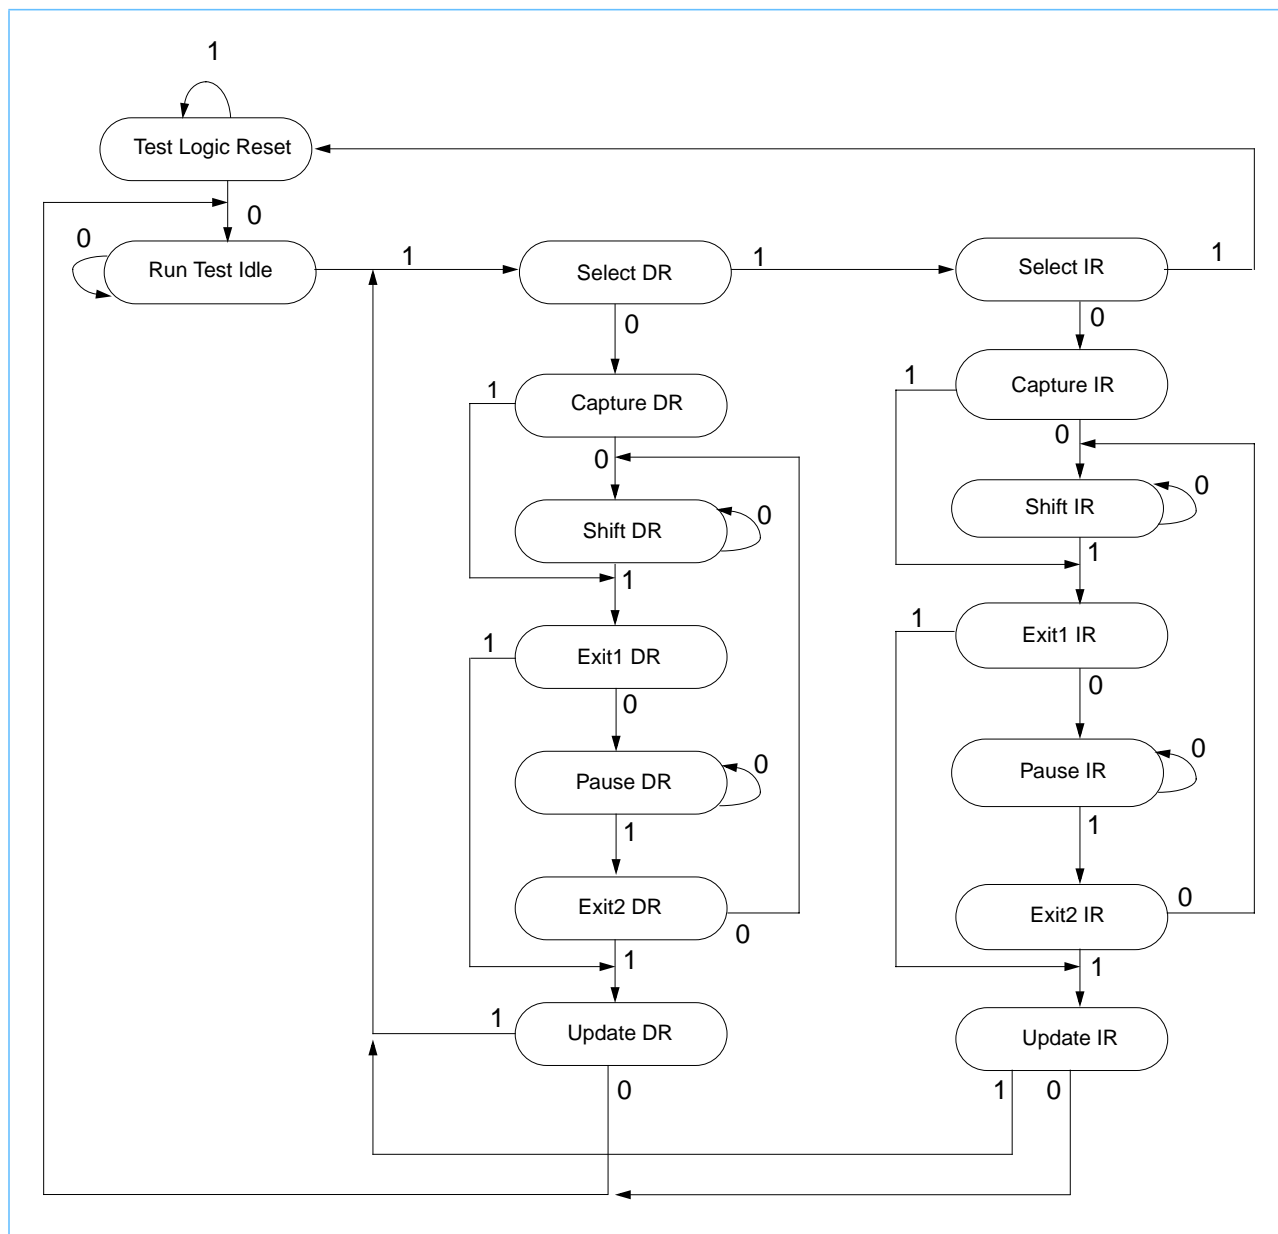 1
Test Logic Reset
0
0
Run Test Idle
1
Select DR
1
Select IR
1
0
0
1
Capture DR
1
Capture IR
0
0
Shift DR
0
Shift IR
0
1
1
1
Exit1 DR
1
Exit1 IR
0
0
Pause DR
0
Pause IR
0
1
1
Exit2 DR
0
Exit2 IR
0
1
1
1
Update DR
Update IR
0
1
0